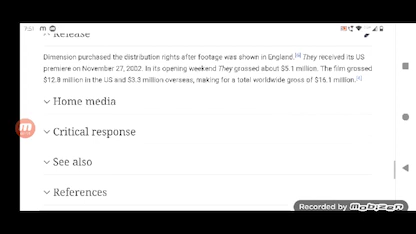 Release
Dimension purchased the distribution rights after footage was shown in England.[6] They received its US
premiere on November 27, 2002. In its opening weekend They grossed about $5.1 million. The film grossed
$12.8 million in the US and $3.3 million overseas, making for a total worldwide gross of $16.1 million.
Home media
Critical response
See also
References
Recorded by Mobizen